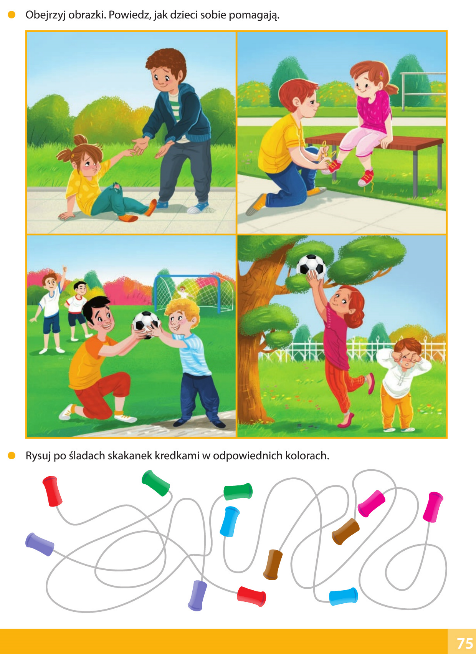 Obejrzyj obrazki. Powiedz, jak dzieci sobie pomagają.
Rysuj po śladach skakanek kredkami w odpowiednich kolorach.
75